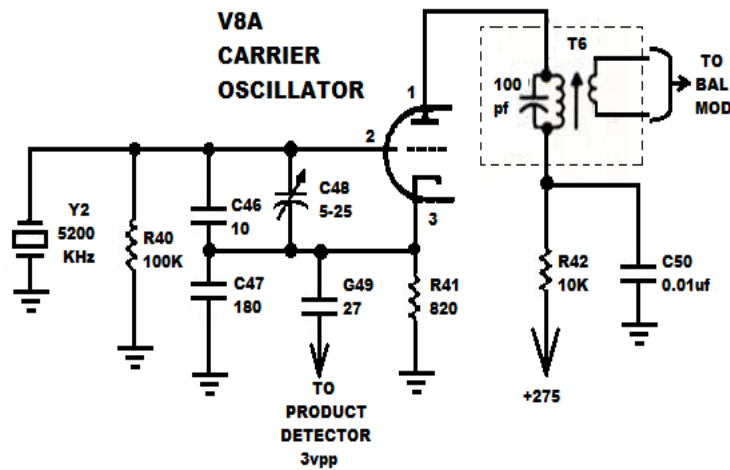 V8A
CARRIER
OSCILLATOR
T6
TO
BAL
MOD
100
pf
1
2
3
Y2
5200
KHz
R40
100K
C46
10
C48
5-25
C47
180
G49
27
R41
820
R42
10K
C50
0.01uf
TO
PRODUCT
DETECTOR
3vpp
+275